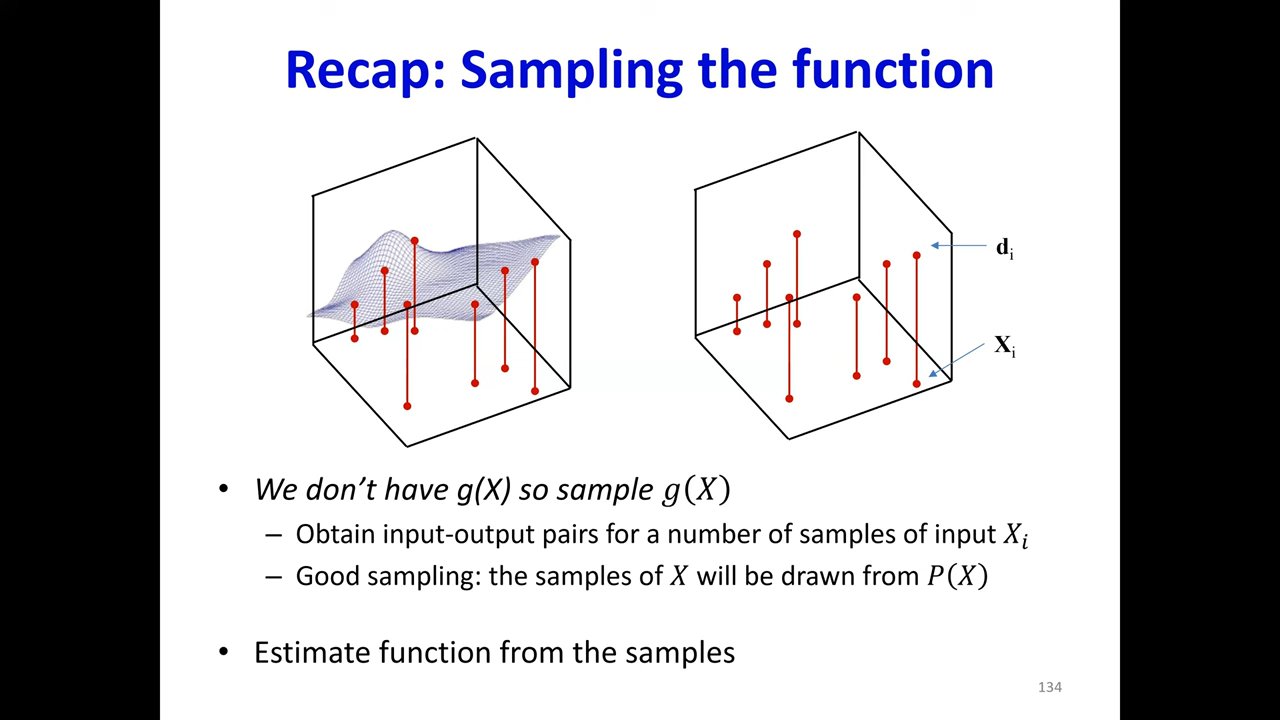 Recap: Sampling the function
dᵢ
Xᵢ
• We don’t have g(X) so sample g(X)
– Obtain input-output pairs for a number of samples of input Xᵢ
– Good sampling: the samples of X will be drawn from P(X)
• Estimate function from the samples
134